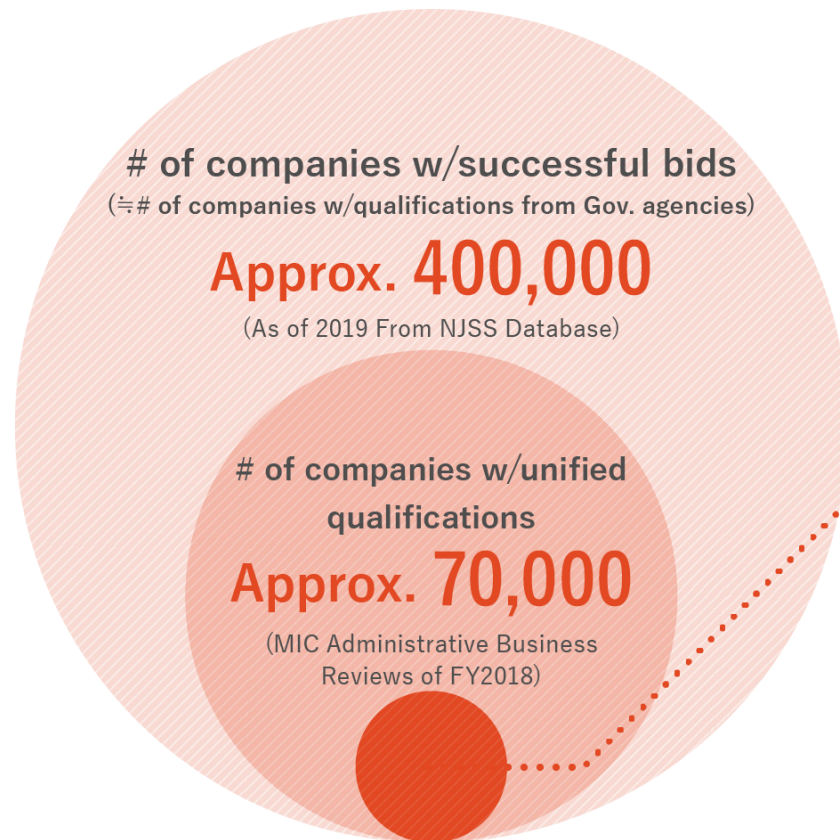 # of companies w/successful bids
(≒# of companies w/qualifications from Gov. agencies)
Approx. 400,000
(As of 2019 From NJSS Database)
# of companies w/unified
qualifications
Approx. 70,000
(MIC Administrative Business
Reviews of FY2018)